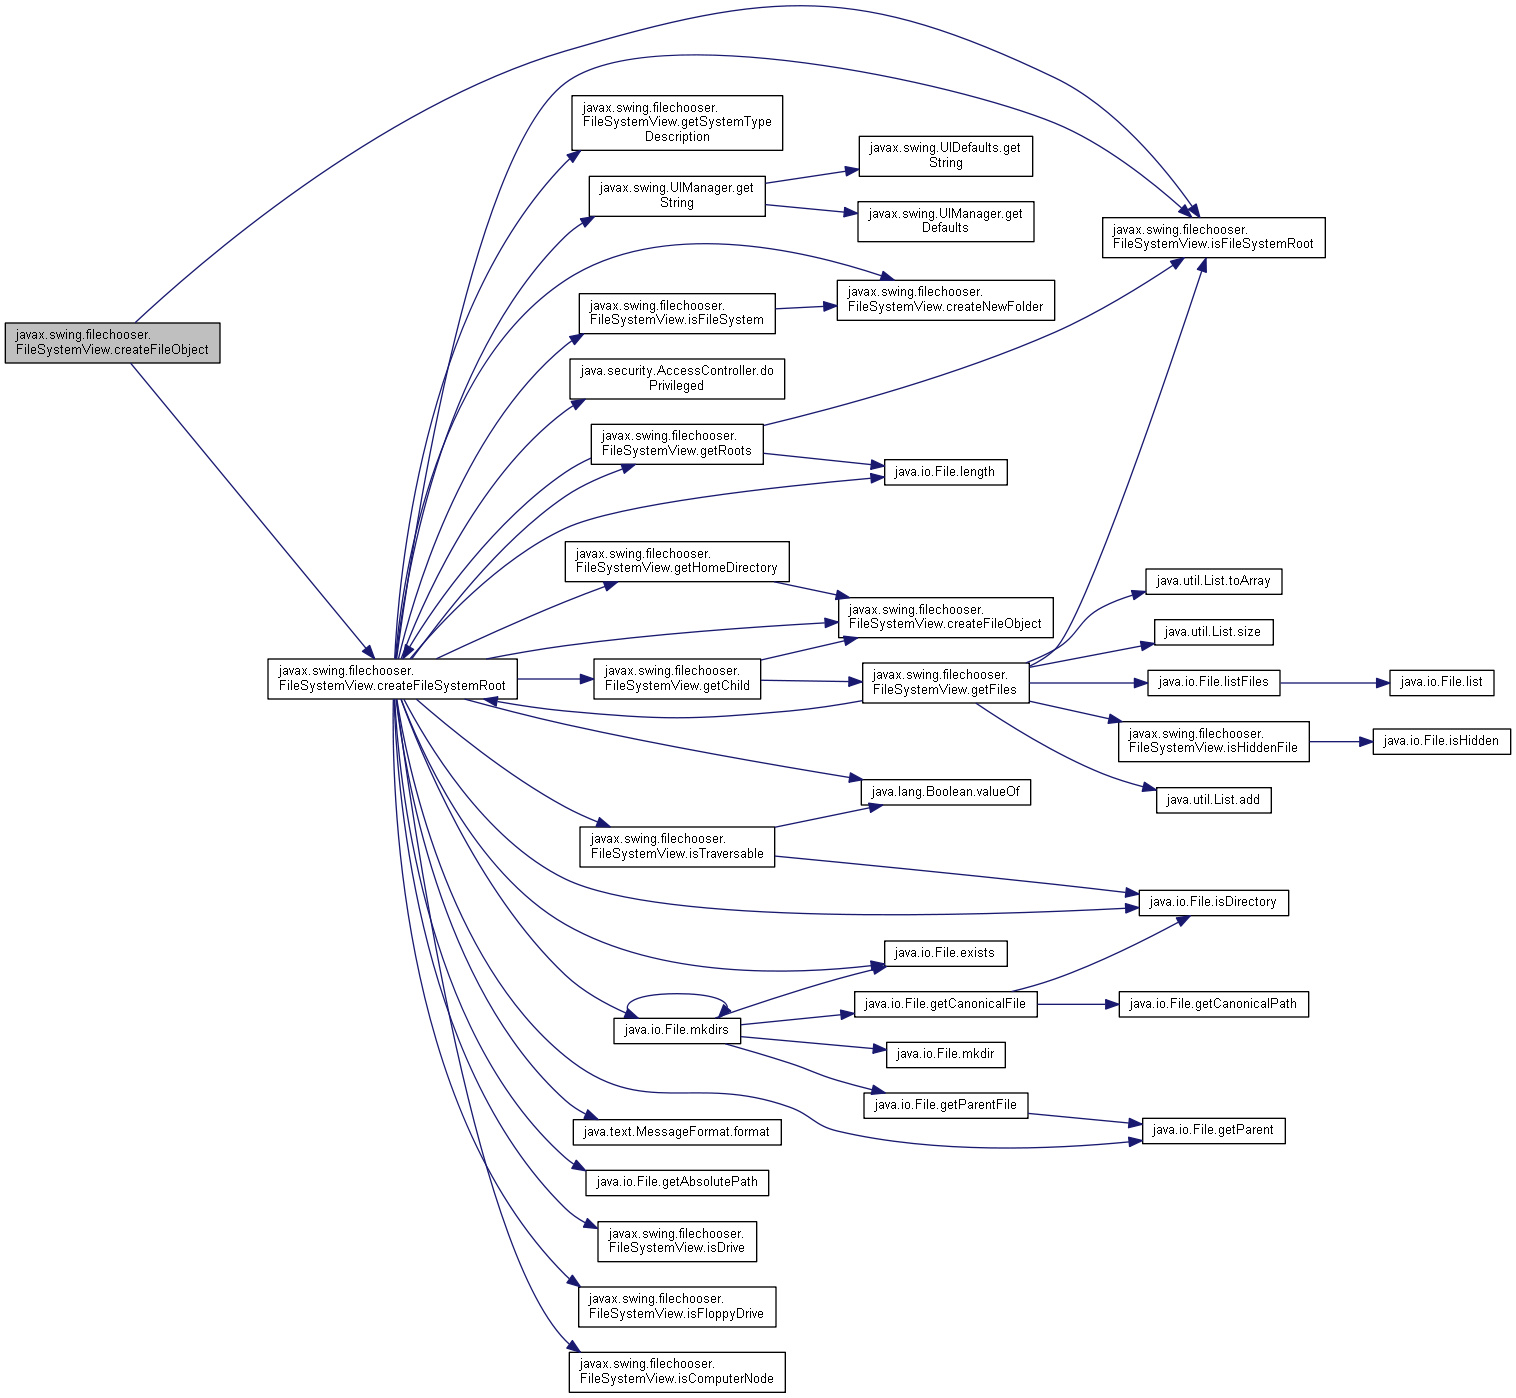 javax.swing.filechooser.
FileSystemView.createFileObject
javax.swing.filechooser.
FileSystemView.createFileSystemRoot
javax.swing.filechooser.
FileSystemView.getSystemType
Description
javax.swing.UIManager.get
String
javax.swing.UIDefaults.get
String
javax.swing.UIManager.get
Defaults
javax.swing.filechooser.
FileSystemView.isFileSystemRoot
javax.swing.filechooser.
FileSystemView.isFileSystem
javax.swing.filechooser.
FileSystemView.createNewFolder
java.security.AccessController.do
Privileged
javax.swing.filechooser.
FileSystemView.getRoots
java.io.File.length
javax.swing.filechooser.
FileSystemView.getHomeDirectory
javax.swing.filechooser.
FileSystemView.createFileObject
javax.swing.filechooser.
FileSystemView.getChild
javax.swing.filechooser.
FileSystemView.getFiles
java.util.List.toArray
java.util.List.size
java.io.File.listFiles
java.io.File.list
javax.swing.filechooser.
FileSystemView.isHiddenFile
java.io.File.isHidden
java.util.List.add
java.lang.Boolean.valueOf
javax.swing.filechooser.
FileSystemView.isTraversable
java.io.File.isDirectory
java.io.File.exists
java.io.File.mkdirs
java.io.File.getCanonicalFile
java.io.File.getCanonicalPath
java.io.File.mkdir
java.io.File.getParentFile
java.io.File.getParent
java.text.MessageFormat.format
java.io.File.getAbsolutePath
javax.swing.filechooser.
FileSystemView.isDrive
javax.swing.filechooser.
FileSystemView.isFloppyDrive
javax.swing.filechooser.
FileSystemView.isComputerNode